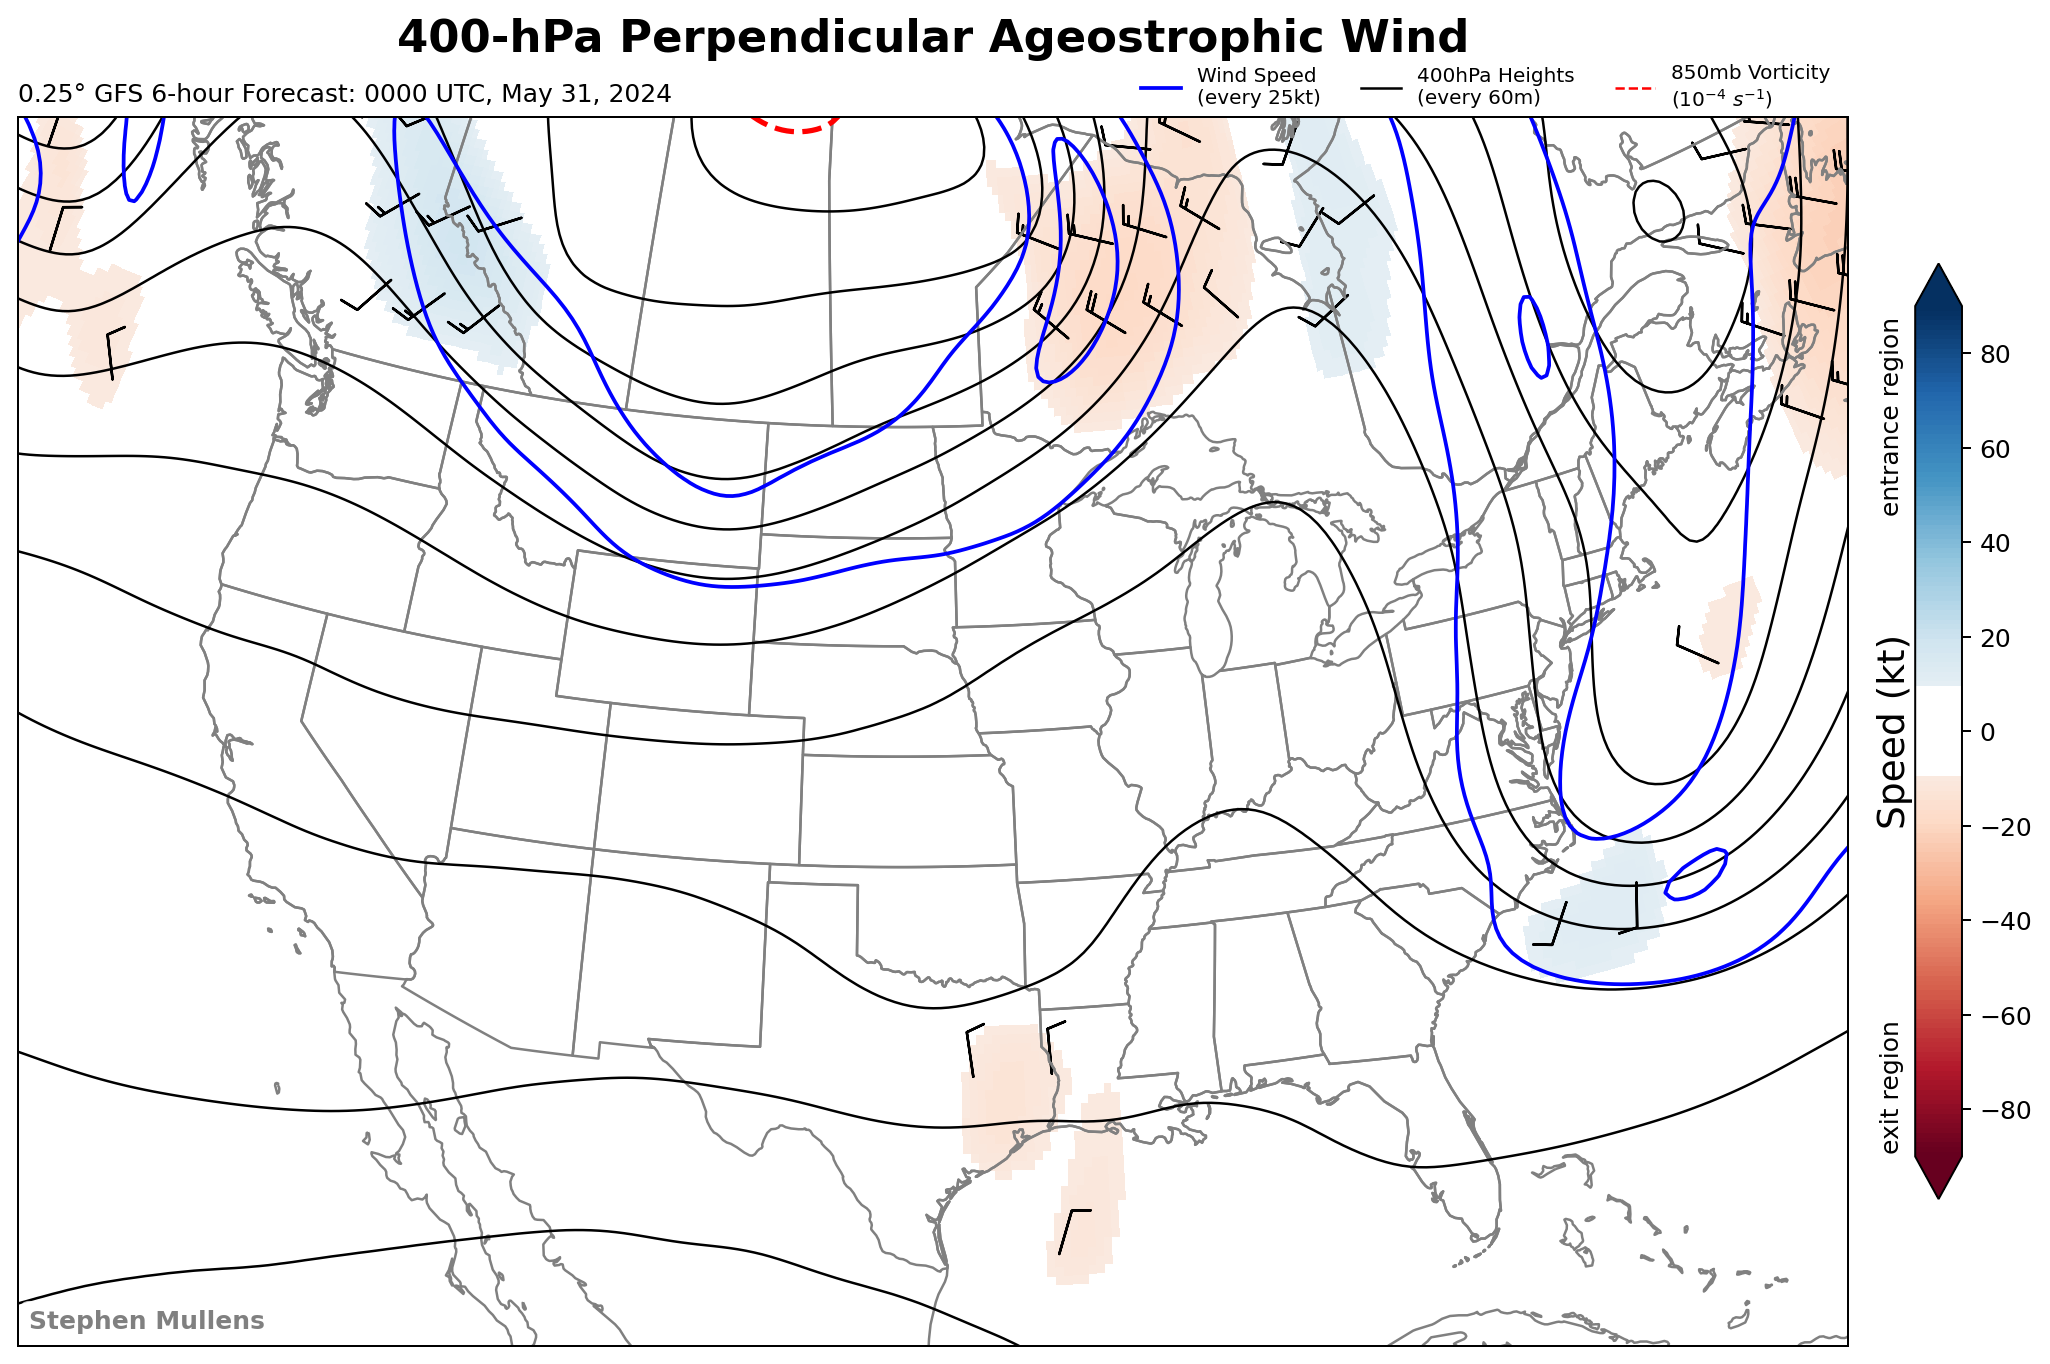 400-hPa Perpendicular Ageostrophic Wind
0.25° GFS 6-hour Forecast: 0000 UTC, May 31, 2024
Wind Speed
(every 25kt)
400hPa Heights
(every 60m)
850mb Vorticity
(10⁻⁴ s⁻¹)
entrance region
Speed (kt)
exit region
80
60
40
20
0
−20
−40
−60
−80
Stephen Mullens